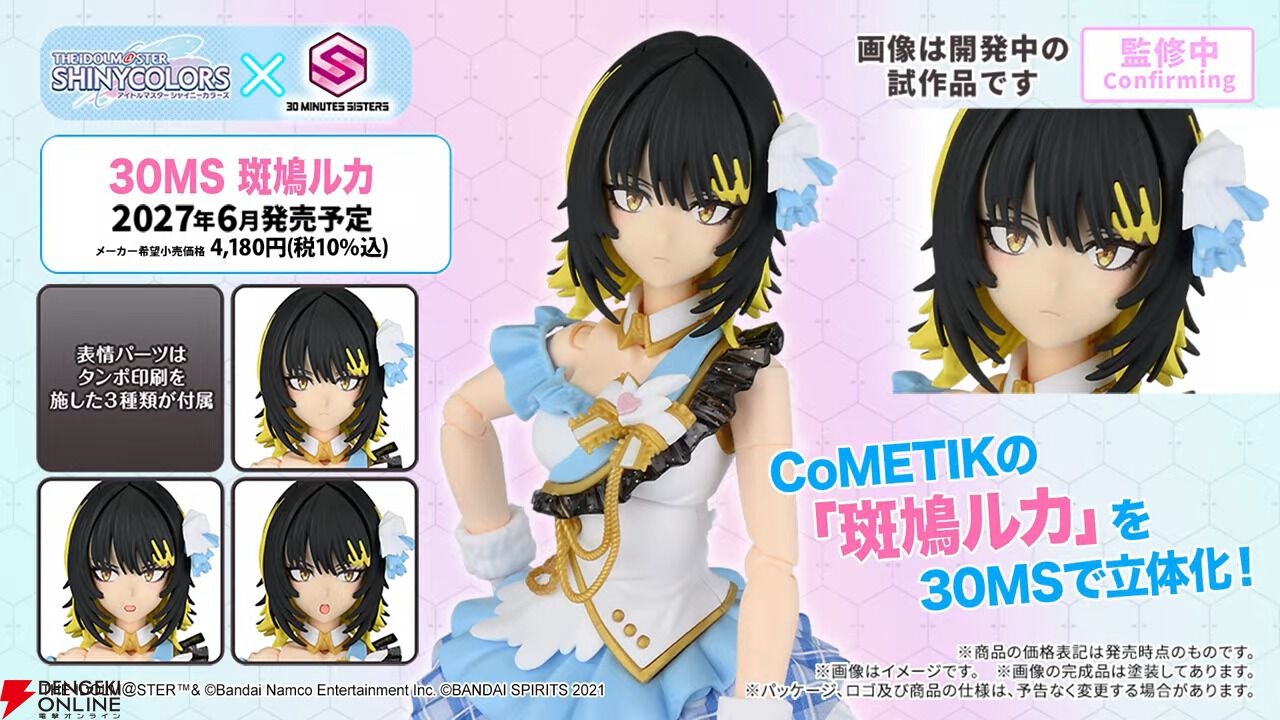 THE iDOLM@STER
SHINYCOLORS
アイドルマスター シャイニーカラーズ
×
30 MINUTES SISTERS
画像は開発中の
試作品です
監修中
Confirming
30MS 斑鳩ルカ
2027年6月発売予定
メーカー希望小売価格 4,180円(税10%込)
表情パーツは
タンポ印刷を
施した3種類が付属
CoMETIKの
「斑鳩ルカ」を
30MSで立体化!
※商品の価格表記は発売時点のものです。
※画像はイメージです。 ※画像の完成品は塗装してあります。
※パッケージ、ロゴ及び商品の仕様は、予告なく変更する場合があります。
THE IDOLM@STER™& ©Bandai Namco Entertainment Inc. ©BANDAI SPIRITS 2021
DENGEKI
ONLINE
電撃オンライン